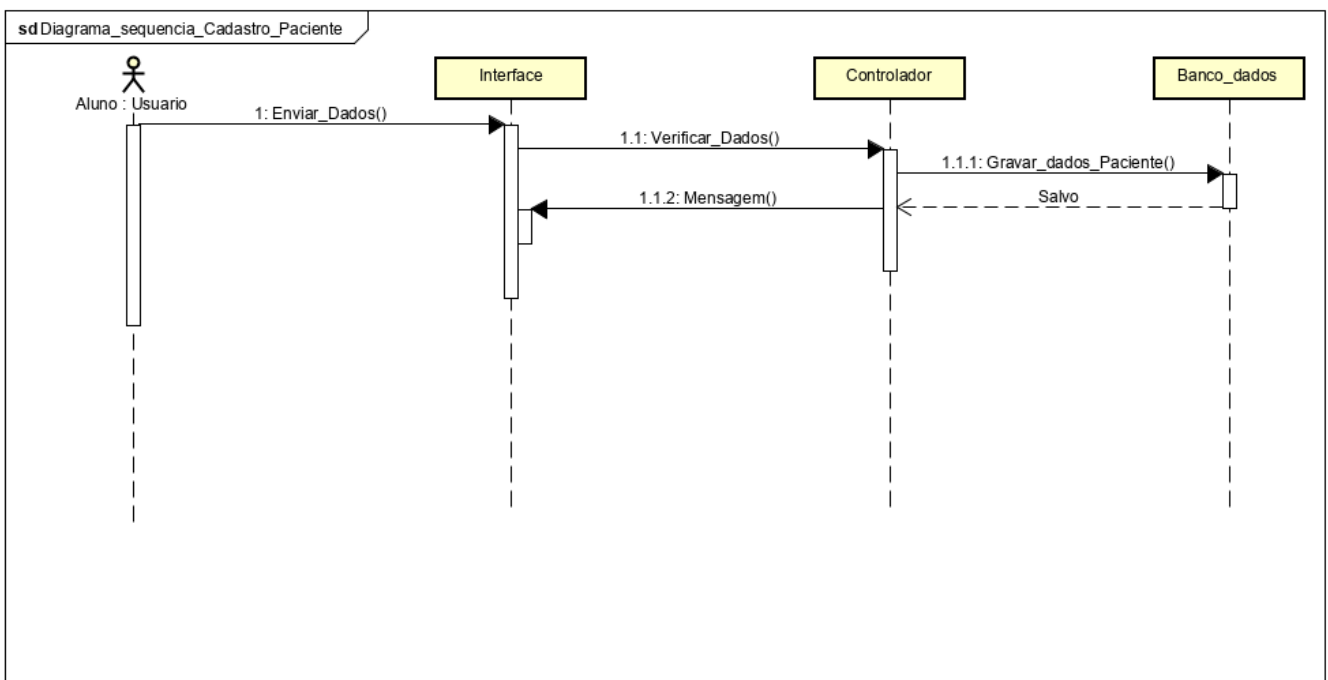 sd Diagrama_sequencia_Cadastro_Paciente
Interface
Controlador
Banco_dados
Aluno : Usuario
1: Enviar_Dados()
1.1: Verificar_Dados()
1.1.1: Gravar_dados_Paciente()
1.1.2: Mensagem()
Salvo